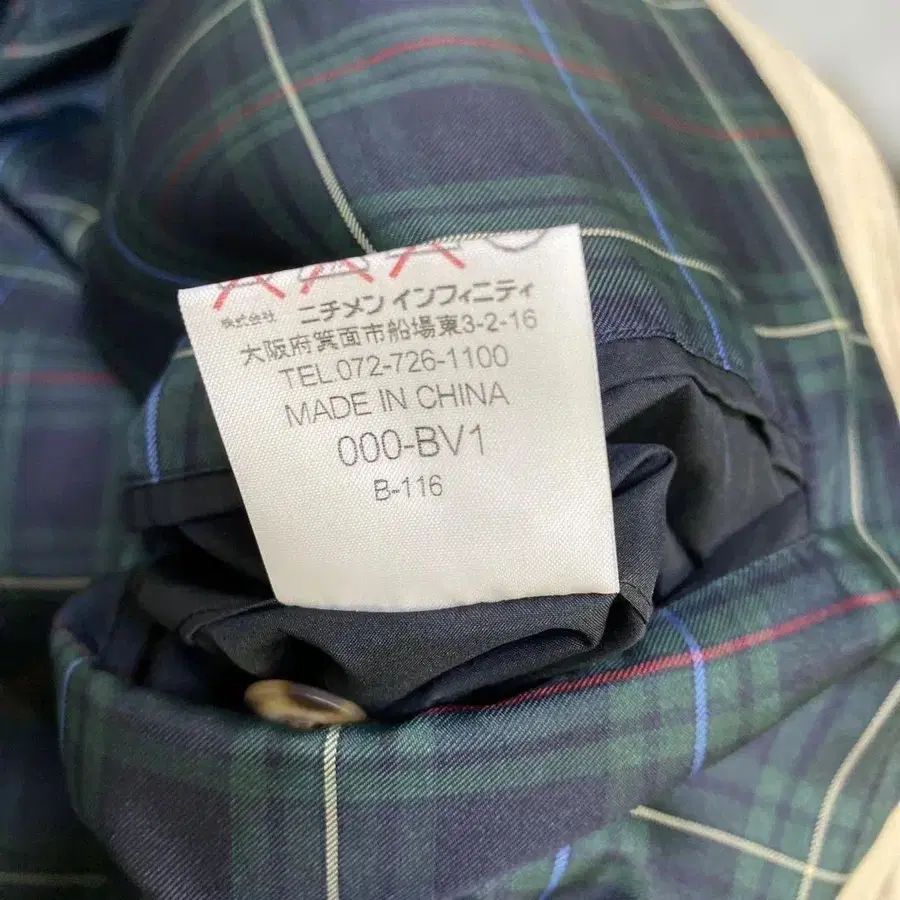 株式会社 ニチメン インフィニティ
大阪府箕面市船場東3-2-16
TEL.072-726-1100
MADE IN CHINA
000-BV1
B-116